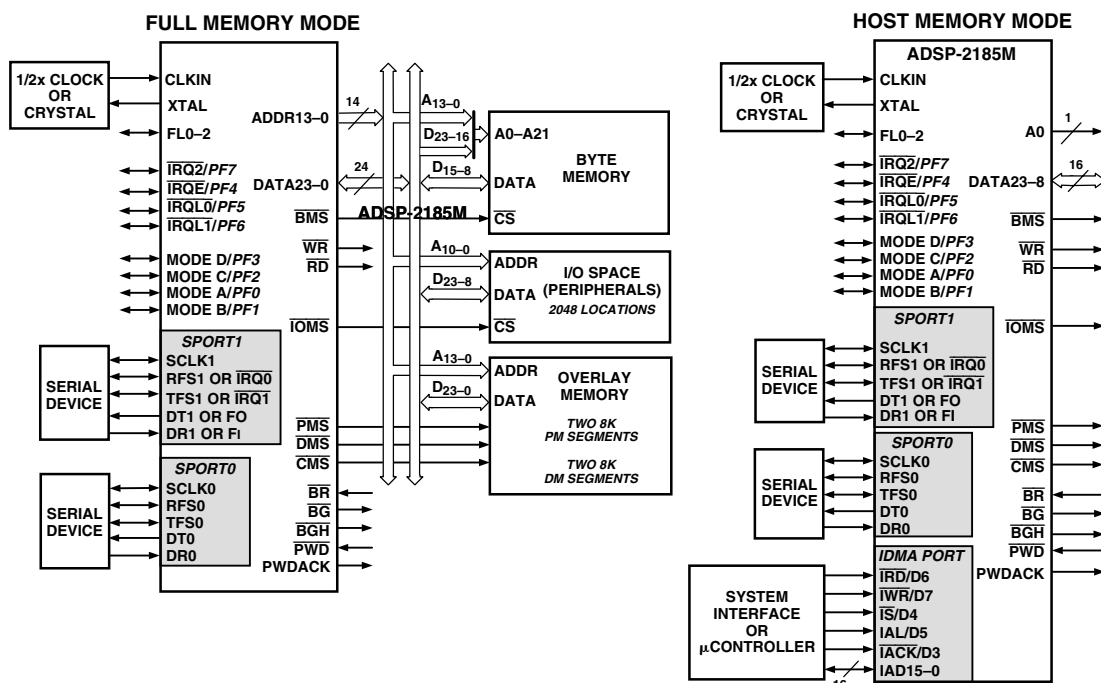 FULL MEMORY MODE
1/2x CLOCK
OR
CRYSTAL
CLKIN
XTAL
FL0–2
IRQ2/PF7
IRQE/PF4
IRQL0/PF5
IRQL1/PF6
MODE D/PF3
MODE C/PF2
MODE A/PF0
MODE B/PF1
SERIAL
DEVICE
SPORT1
SCLK1
RFS1 OR IRQ0
TFS1 OR IRQ1
DT1 OR FO
DR1 OR FI
SERIAL
DEVICE
SPORT0
SCLK0
RFS0
TFS0
DT0
DR0
ADDR13–0
14
DATA23–0
24
ADSP-2185M
BMS
WR
RD
IOMS
PMS
DMS
CMS
BR
BG
BGH
PWD
PWDACK
A13–0
D23–16
D15–8
A0–A21
BYTE
MEMORY
DATA
CS
A10–0
D23–8
ADDR
I/O SPACE
(PERIPHERALS)
DATA
2048 LOCATIONS
CS
A13–0
D23–0
ADDR
OVERLAY
MEMORY
DATA
TWO 8K
PM SEGMENTS
TWO 8K
DM SEGMENTS
HOST MEMORY MODE
ADSP-2185M
1/2x CLOCK
OR
CRYSTAL
CLKIN
XTAL
FL0–2
IRQ2/PF7
IRQE/PF4
IRQL0/PF5
IRQL1/PF6
MODE D/PF3
MODE C/PF2
MODE A/PF0
MODE B/PF1
SERIAL
DEVICE
SPORT1
SCLK1
RFS1 OR IRQ0
TFS1 OR IRQ1
DT1 OR FO
DR1 OR FI
SERIAL
DEVICE
SPORT0
SCLK0
RFS0
TFS0
DT0
DR0
SYSTEM
INTERFACE
OR
µCONTROLLER
IDMA PORT
IRD/D6
IWR/D7
IS/D4
IAL/D5
IACK/D3
IAD15–0
A0
1
DATA23–8
16
BMS
WR
RD
IOMS
PMS
DMS
CMS
BR
BG
BGH
PWD
PWDACK